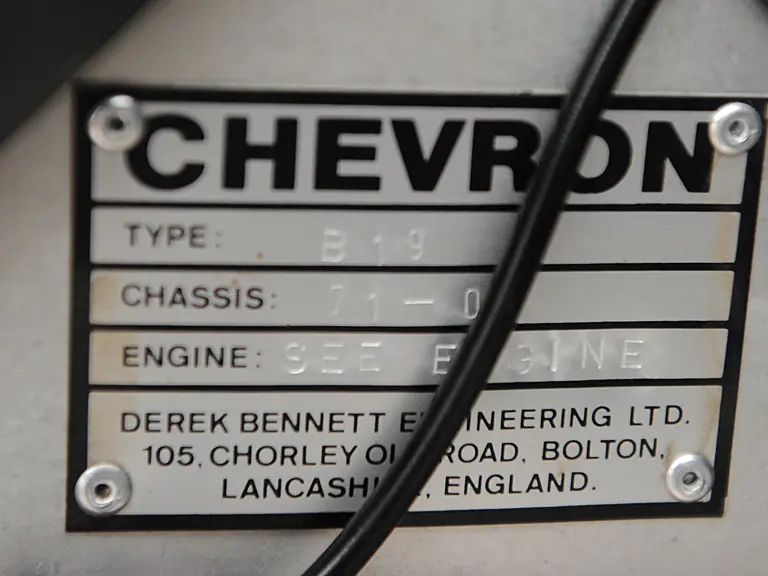 CHEVRON
TYPE: B19
CHASSIS: 71-0
ENGINE: SEE ENGINE
DEREK BENNETT ENGINEERING LTD.
105, CHORLEY OLD ROAD, BOLTON,
LANCASHIRE, ENGLAND.